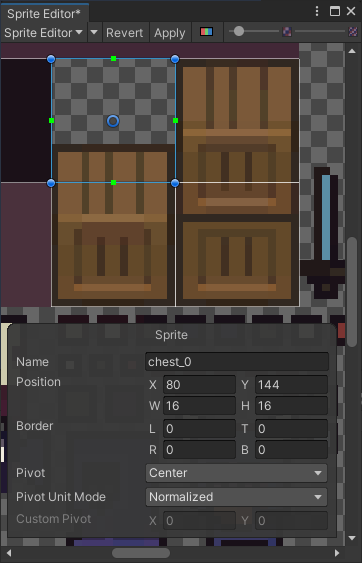 Sprite Editor*
Sprite Editor Revert Apply
Sprite
Name chest_0
Position X 80 Y 144
W 16 H 16
Border L 0 T 0
R 0 B 0
Pivot Center
Pivot Unit Mode Normalized
Custom Pivot X 0 Y 0